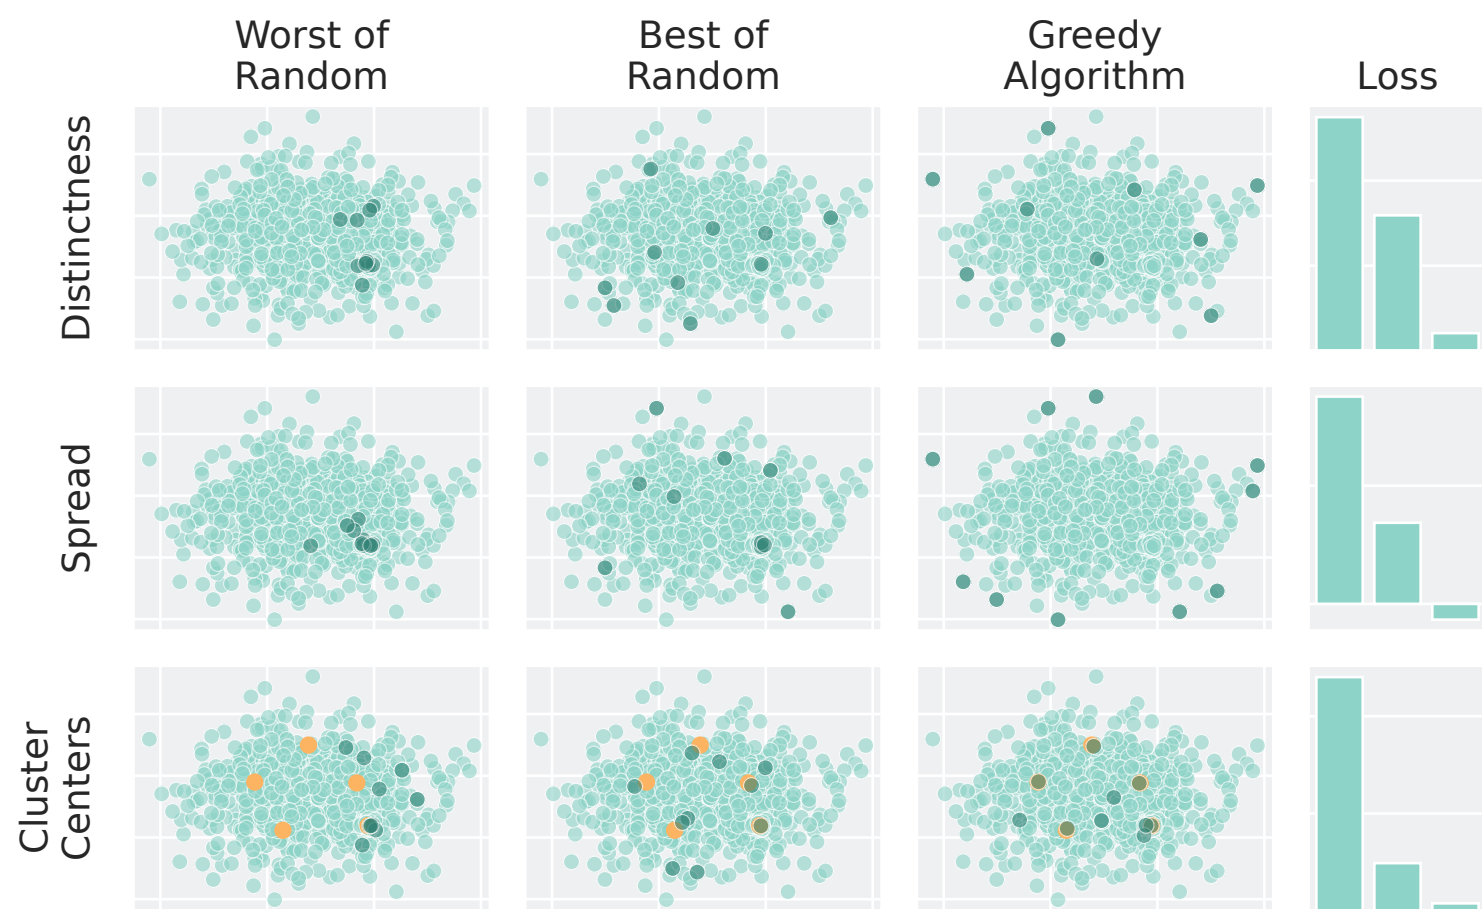 Worst of
Random
Best of
Random
Greedy
Algorithm
Loss
Distinctness
Spread
Cluster
Centers